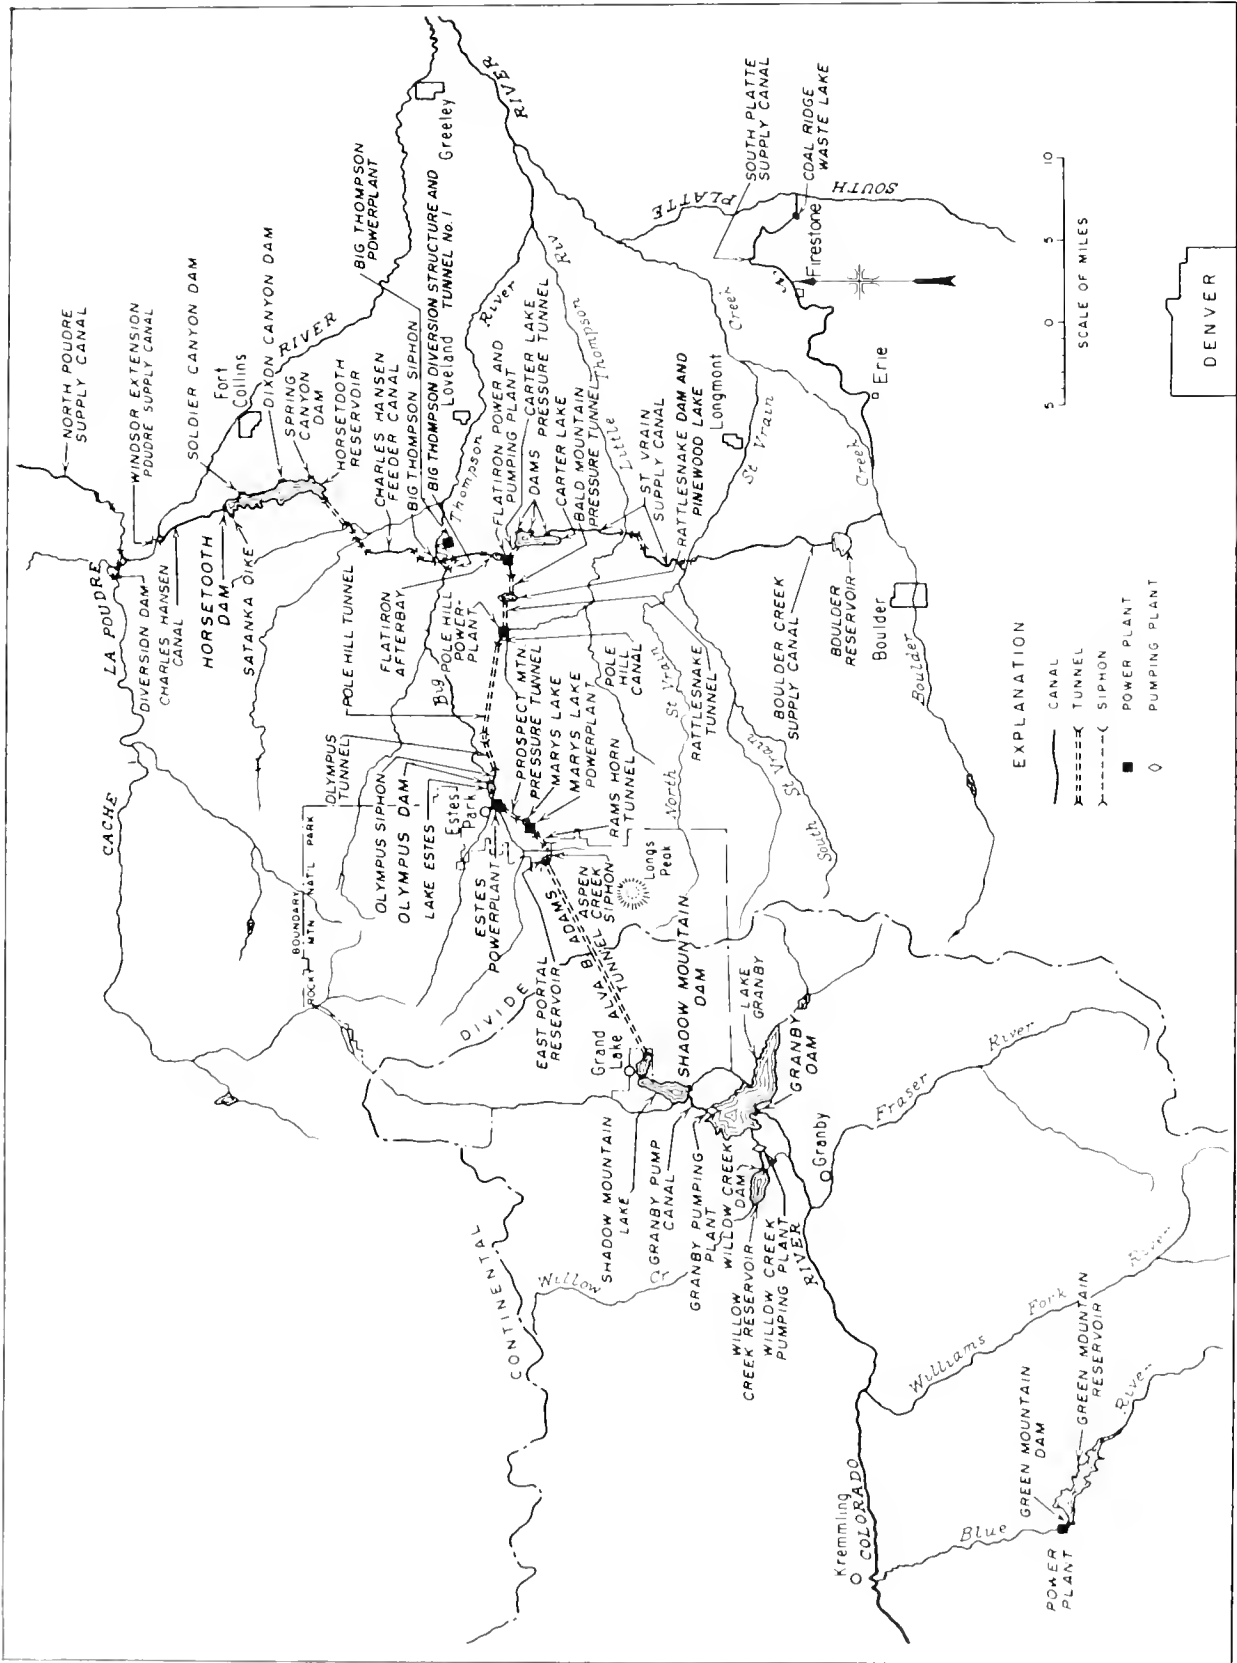 NORTH POUDRE
SUPPLY CANAL
WINDSOR EXTENSION
POUDRE SUPPLY CANAL
SOLDIER CANYON DAM
Fort
Collins
DIXON CANYON DAM
SPRING
CANYON
DAM
HORSETOOTH
RESERVOIR
RIVER
CHARLES HANSEN
FEEDER CANAL
BIG THOMPSON SIPHON
BIG THOMPSON
POWERPLANT
BIG THOMPSON DIVERSION STRUCTURE AND
Loveland TUNNEL No. 1
Greeley
RIVER
Thompson
River
FLATIRON POWER AND
PUMPING PLANT
DAMS
CARTER LAKE
PRESSURE TUNNEL
CARTER LAKE
BALD MOUNTAIN
PRESSURE TUNNEL
Little
Thompson
Riv
ST VRAIN
SUPPLY CANAL
RATTLESNAKE DAM AND
PINEWOOD LAKE
Longmont
St Vrain
Creek
SOUTH PLATTE
SUPPLY CANAL
PLATTE
SOUTH
COAL RIDGE
WASTE LAKE
Firestone
N
Erie
Creek
5 0 5 10
SCALE OF MILES
DENVER
LA POUDRE
CACHE
DIVERSION DAM
CHARLES HANSEN
CANAL
HORSETOOTH
DAM
SATANKA DIKE
POLE HILL TUNNEL
FLATIRON
AFTERBAY
Big
POLE HILL
POWER-
PLANT
OLYMPUS
TUNNEL
OLYMPUS SIPHON
OLYMPUS DAM
LAKE ESTES
Estes
Park
PROSPECT MTN.
PRESSURE TUNNEL
MARYS LAKE
MARYS LAKE
POWERPLANT
POLE
HILL
CANAL
RAMS HORN
TUNNEL
RATTLESNAKE
TUNNEL
North
St Vrain
South
St Vrain
BOULDER CREEK
SUPPLY CANAL
BOULDER
RESERVOIR
Boulder
Boulder
EXPLANATION
CANAL
TUNNEL
SIPHON
POWER PLANT
PUMPING PLANT
BOUNDARY
ROCKY MTN NAT'L PARK
ESTES
POWERPLANT
ASPEN
CREEK
SIPHON
Longs
Peak
ALVA B. ADAMS
TUNNEL
EAST PORTAL
RESERVOIR
DIVIDE
Grand
Lake
SHADOW MOUNTAIN
DAM
LAKE
GRANBY
GRANBY
DAM
CONTINENTAL
SHADOW MOUNTAIN
LAKE
GRANBY PUMP
CANAL
GRANBY PUMPING
PLANT
WILLOW CREEK
DAM
WILLOW
CREEK RESERVOIR
WILLOW CREEK
PUMPING PLANT
Willow
Cr
Granby
Fraser
River
RIVER
Williams
Fork
River
Kremmling
COLORADO
Blue
River
GREEN MOUNTAIN
DAM
GREEN MOUNTAIN
RESERVOIR
POWER
PLANT